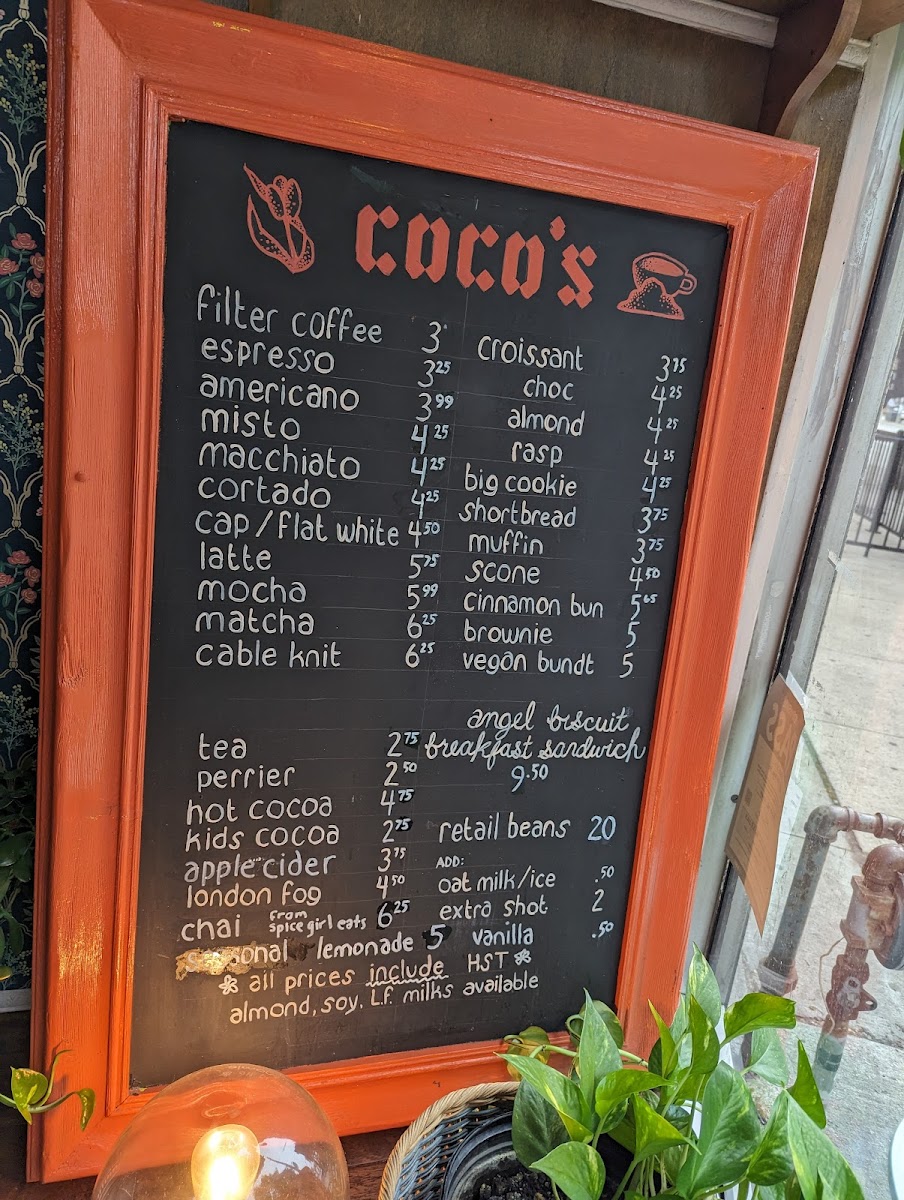 coco's
filter coffee 3
espresso 3.25
americano 3.99
misto 4.25
macchiato 4.25
cortado 4.25
cap/flat white 4.50
latte 5.75
mocha 5.99
matcha 6.25
cable knit 6.25
croissant 3.75
choc 4.25
almond 4.25
rasp 4.25
big cookie 4.25
shortbread 3.75
muffin 3.75
scone 4.50
cinnamon bun 5.65
brownie 5
vegan bundt 5
angel biscuit
breakfast sandwich
9.50
tea 2.75
perrier 2.50
hot cocoa 4.75
kids cocoa 2.75
apple cider 3.75
london fog 4.50
chai from spice girl eats 6.25
lemonade 5
retail beans 20
ADD:
oat milk/ice .50
extra shot 2
vanilla .50
all prices include HST
almond, soy, L.f. milks available